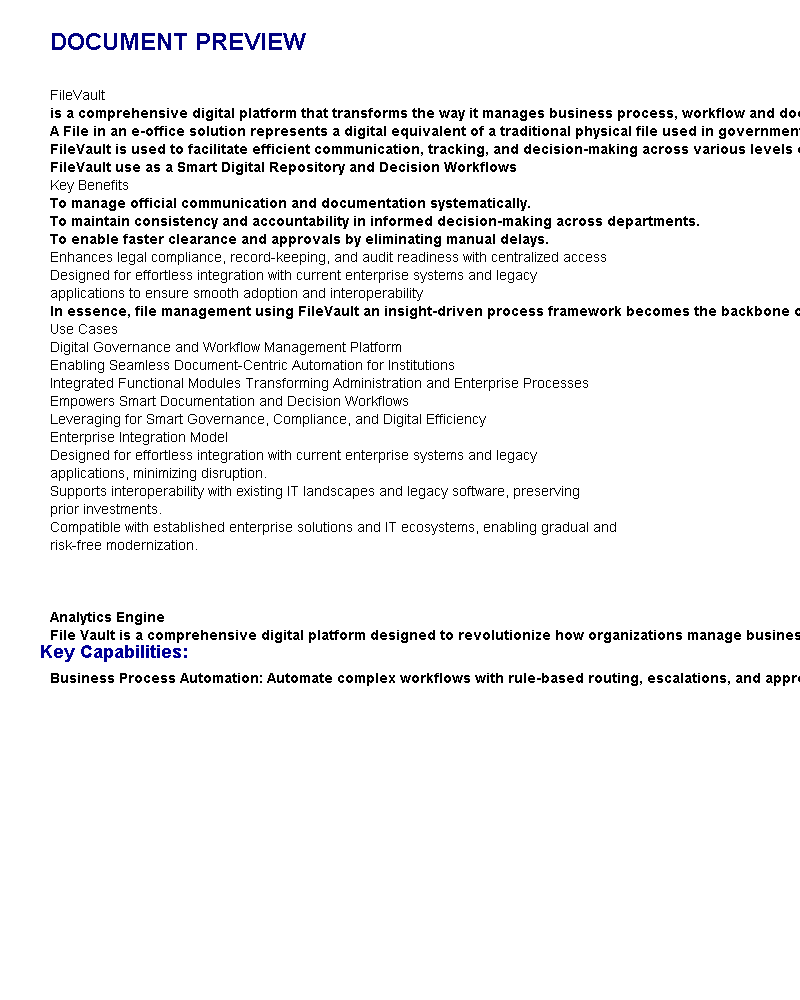 DOCUMENT PREVIEW
FileVault
is a comprehensive digital platform that transforms the way it manages business process, workflow and
A File in an e-office solution represents a digital equivalent of a traditional physical file used in
FileVault is used to facilitate efficient communication, tracking, and decision-making across various levels
FileVault use as a Smart Digital Repository and Decision Workflows
Key Benefits
To manage official communication and documentation systematically.
To maintain consistency and accountability in informed decision-making across departments.
To enable faster clearance and approvals by eliminating manual delays.
Enhances legal compliance, record-keeping, and audit readiness with centralized access
Designed for effortless integration with current enterprise systems and legacy
applications to ensure smooth adoption and interoperability
In essence, file management using FileVault an insight-driven process framework becomes the backbone
Use Cases
Digital Governance and Workflow Management Platform
Enabling Seamless Document-Centric Automation for Institutions
Integrated Functional Modules Transforming Administration and Enterprise Processes
Empowers Smart Documentation and Decision Workflows
Leveraging for Smart Governance, Compliance, and Digital Efficiency
Enterprise Integration Model
Designed for effortless integration with current enterprise systems and legacy
applications, minimizing disruption.
Supports interoperability with existing IT landscapes and legacy software, preserving
prior investments.
Compatible with established enterprise solutions and IT ecosystems, enabling gradual and
risk-free modernization.
Analytics Engine
File Vault is a comprehensive digital platform designed to revolutionize how organizations manage
Key Capabilities:
Business Process Automation: Automate complex workflows with rule-based routing, escalations, and